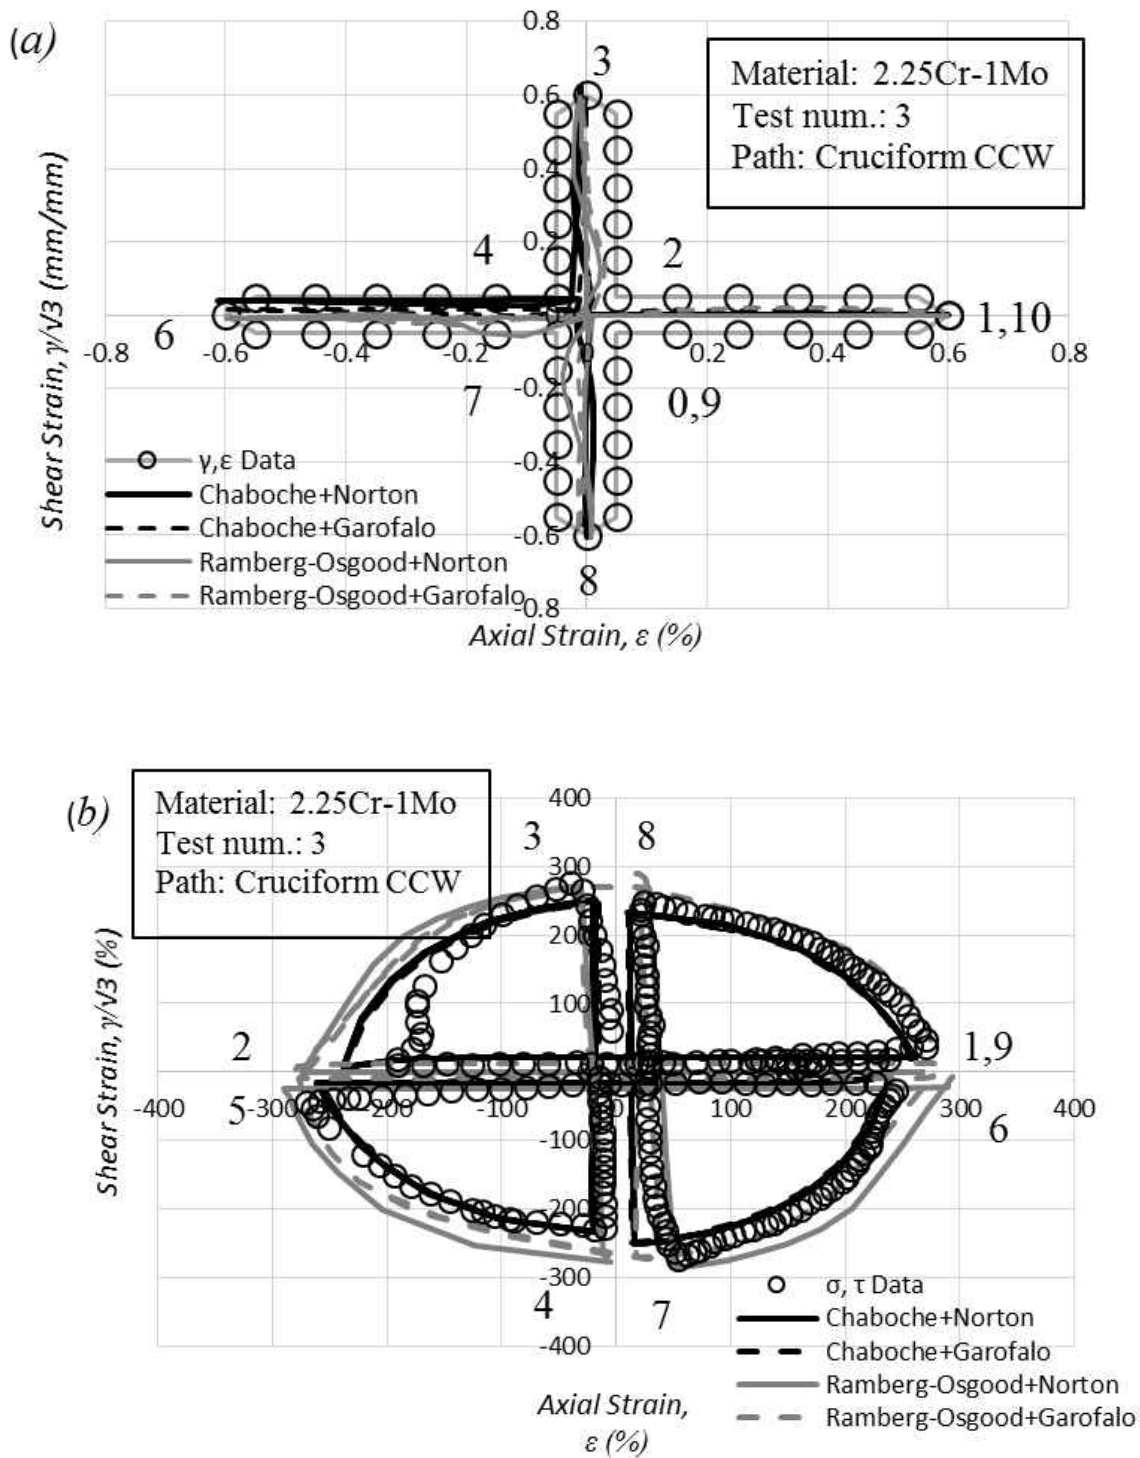 (a)
0.8
3
Material: 2.25Cr-1Mo
Test num.: 3
Path: Cruciform CCW
0.6
0.4
0.2
4
2
6
1,10
-0.8
-0.6
-0.4
-0.2
0
0.2
0.4
0.6
0.8
-0.2
7
0,9
-0.4
-0.6
-0.8
8
γ,ε Data
Chaboche+Norton
Chaboche+Garofalo
Ramberg-Osgood+Norton
Ramberg-Osgood+Garofalo
Shear Strain, γ/√3 (mm/mm)
Axial Strain, ε (%)
(b)
Material: 2.25Cr-1Mo
Test num.: 3
Path: Cruciform CCW
400
3
8
300
200
100
2
1,9
-400
-300
-200
-100
0
100
200
300
400
5
6
-100
-200
-300
-400
4
7
σ, τ Data
Chaboche+Norton
Chaboche+Garofalo
Ramberg-Osgood+Norton
Ramberg-Osgood+Garofalo
Shear Strain, γ/√3 (%)
Axial Strain,
ε (%)